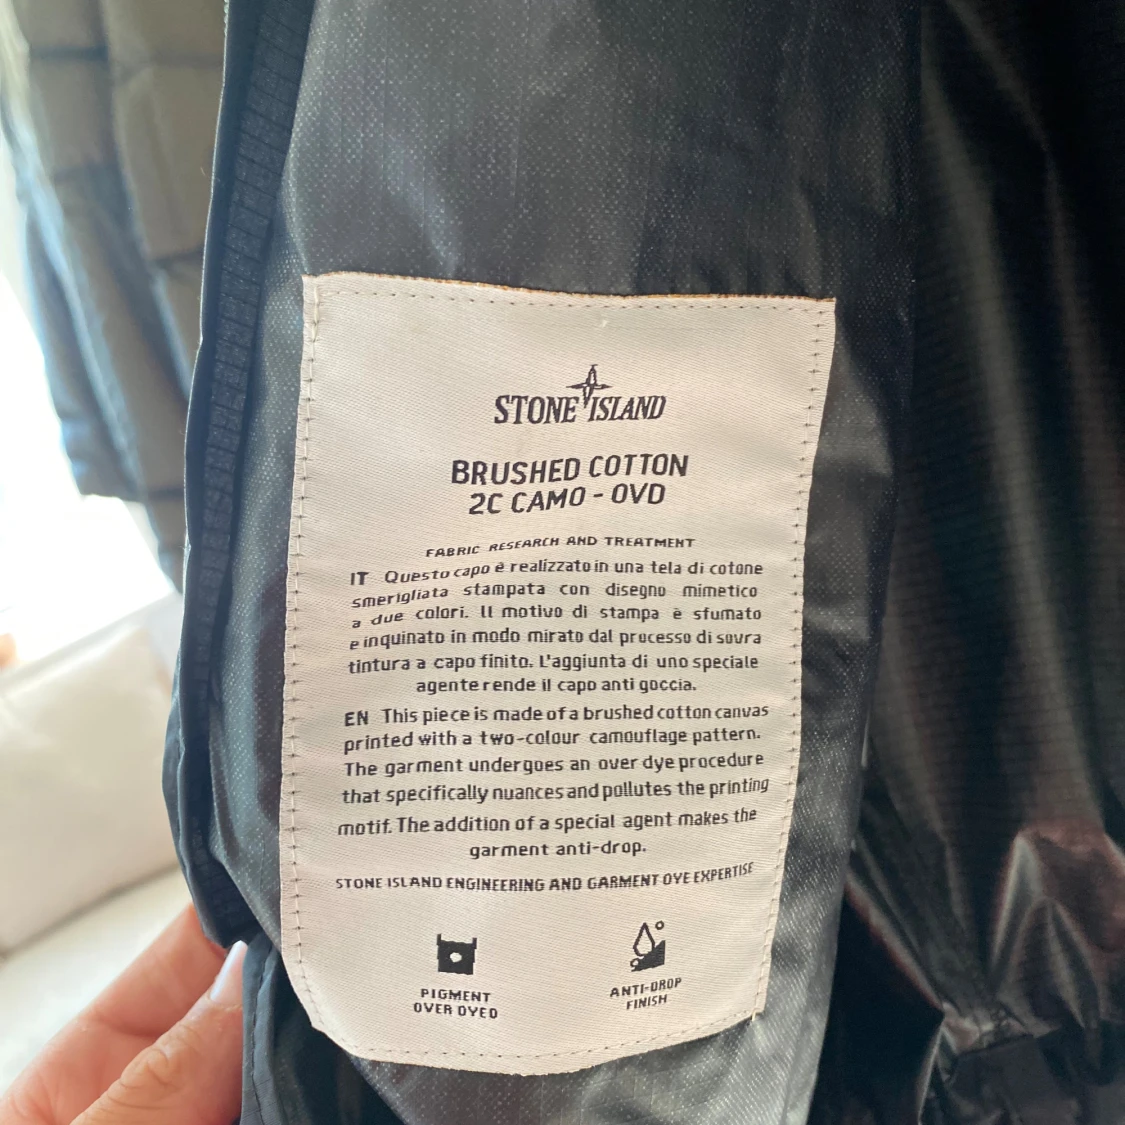 STONE ISLAND
BRUSHED COTTON
2C CAMO - OVD
FABRIC RESEARCH AND TREATMENT
IT Questo capo è realizzato in una tela di cotone
smerigliata stampata con disegno mimetico
a due colori. Il motivo di stampa è sfumato
e inquinato in modo mirato dal processo di sovra
tintura a capo finito. L'aggiunta di uno speciale
agente rende il capo anti goccia.
EN This piece is made of a brushed cotton canvas
printed with a two-colour camouflage pattern.
The garment undergoes an over dye procedure
that specifically nuances and pollutes the printing
motif. The addition of a special agent makes the
garment anti-drop.
STONE ISLAND ENGINEERING AND GARMENT DYE EXPERTISE
PIGMENT
OVER DYED
ANTI-DROP
FINISH